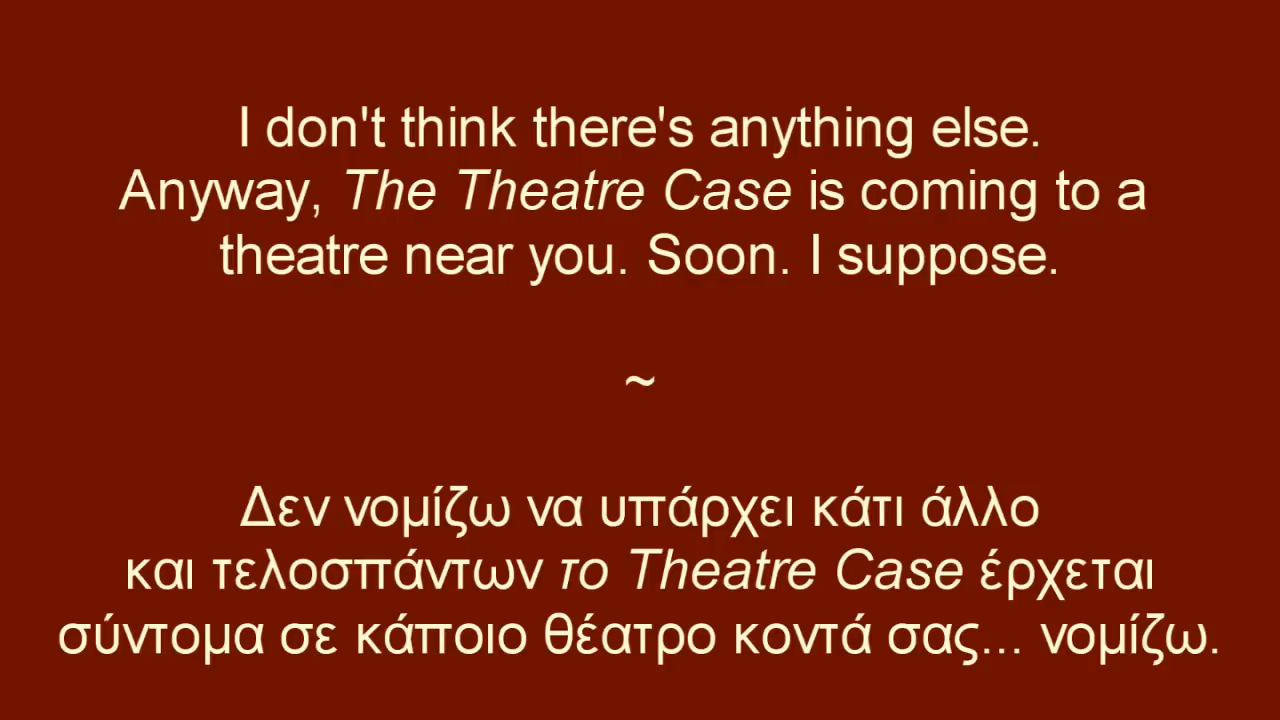 I don't think there's anything else.
Anyway, The Theatre Case is coming to a
theatre near you. Soon. I suppose.
~
Δεν νομίζω να υπάρχει κάτι άλλο
και τελοσπάντων το Theatre Case έρχεται
σύντομα σε κάποιο θέατρο κοντά σας... νομίζω.